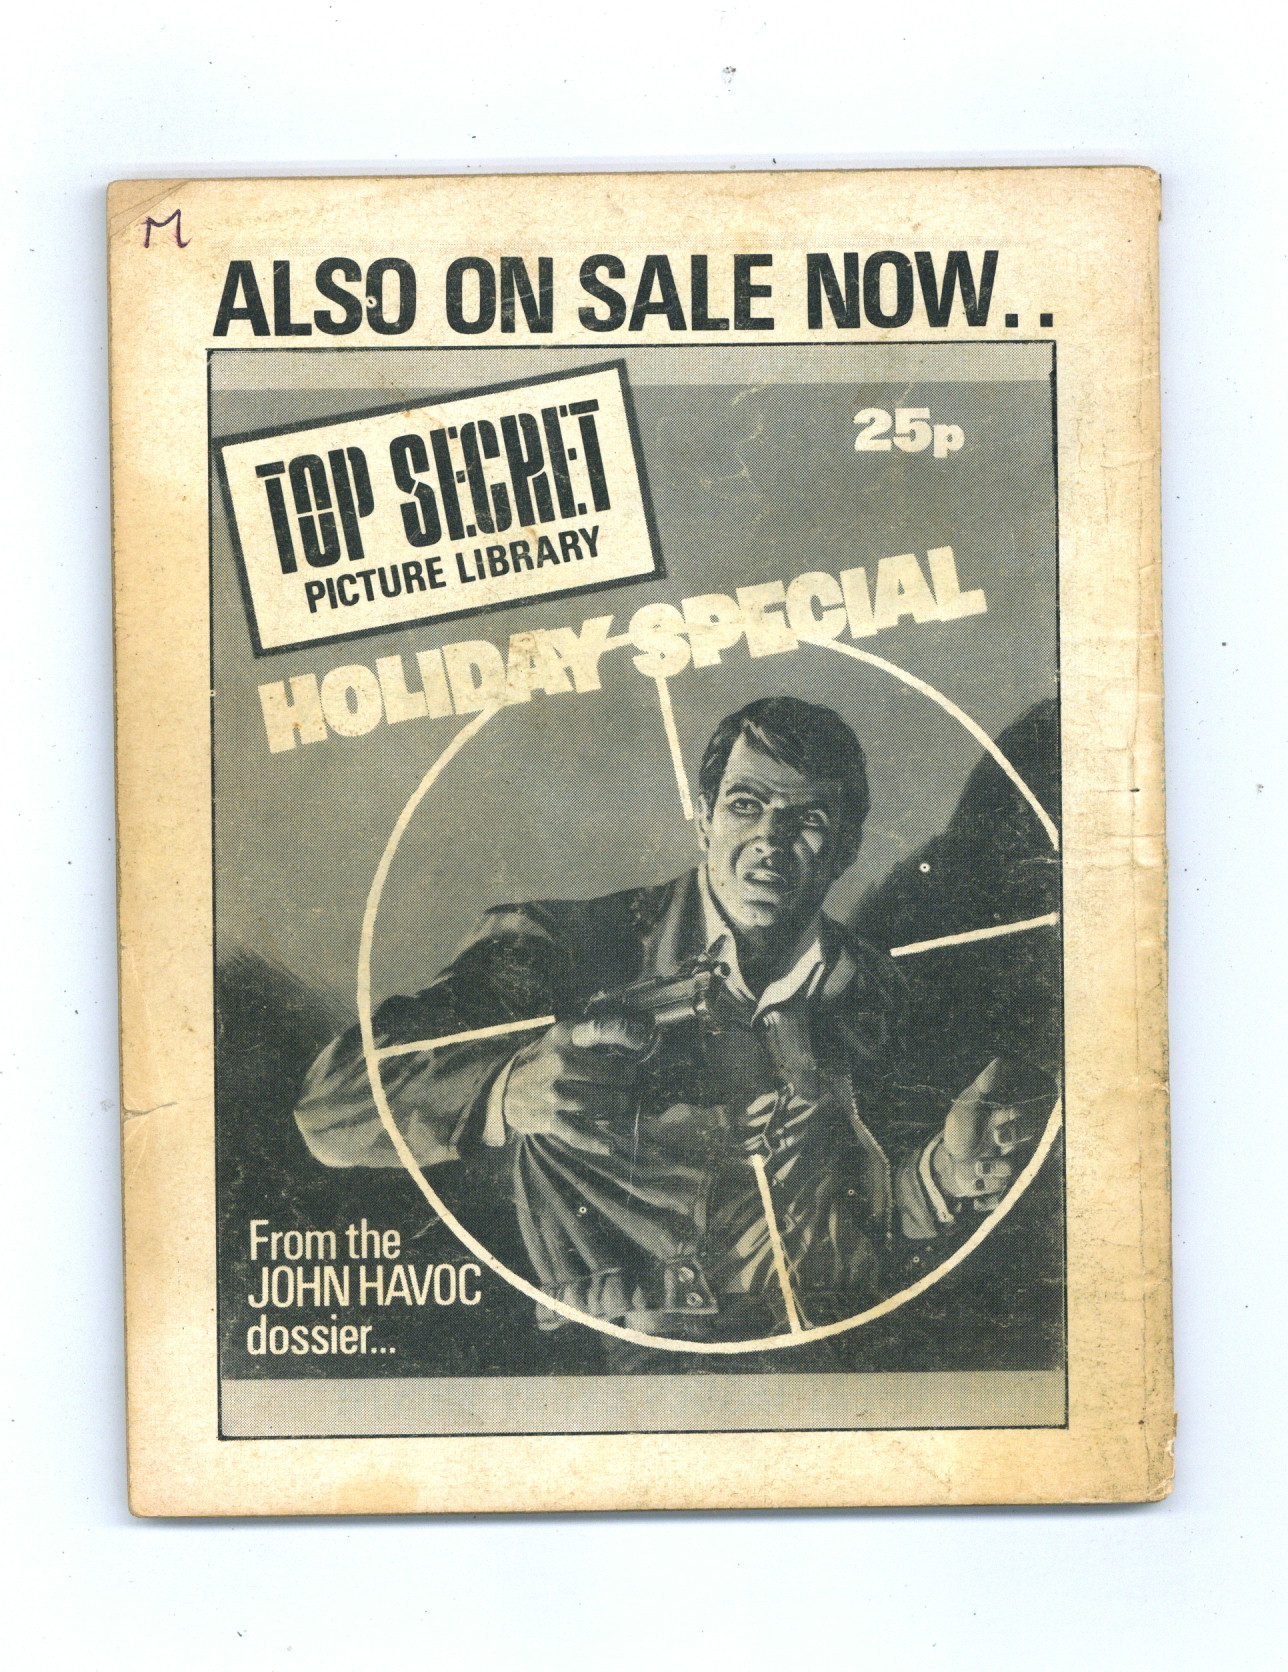 M
ALSO ON SALE NOW..
TOP SECRET
PICTURE LIBRARY
25p
HOLIDAY SPECIAL
From the
JOHN HAVOC
dossier...